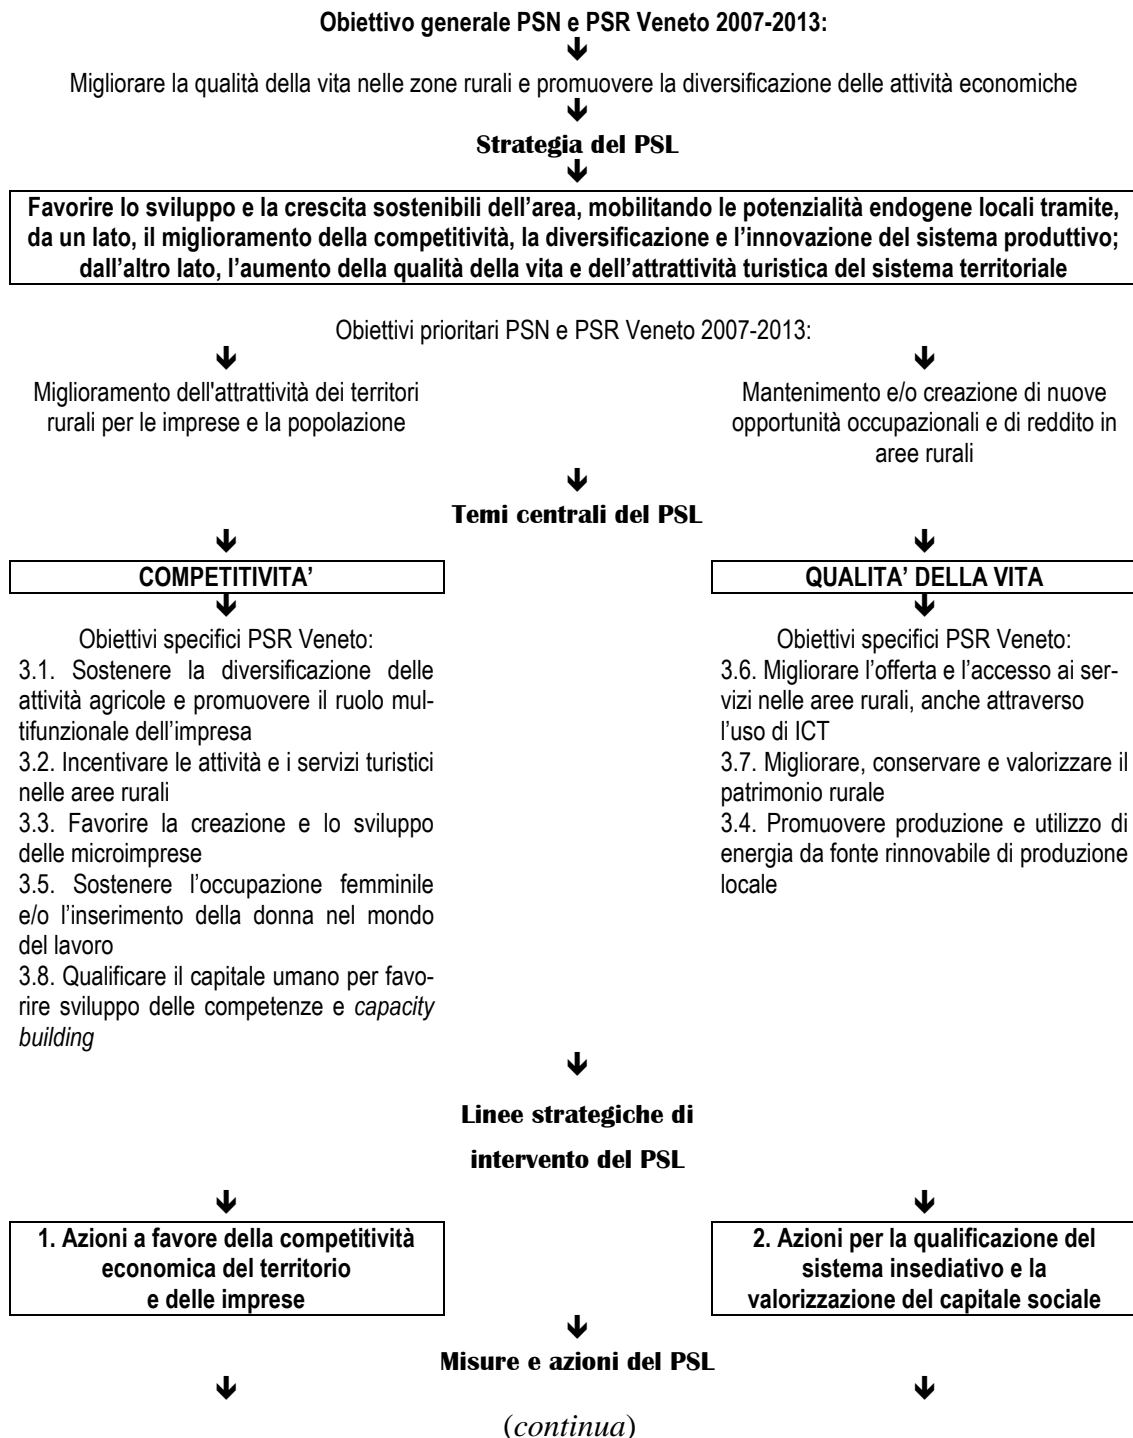 Obiettivo generale PSN e PSR Veneto 2007-2013:
Migliorare la qualità della vita nelle zone rurali e promuovere la diversificazione delle attività economiche
Strategia del PSL
Favorire lo sviluppo e la crescita sostenibili dell'area, mobilitando le potenzialità endogene locali tramite,
da un lato, il miglioramento della competitività, la diversificazione e l'innovazione del sistema produttivo;
dall'altro lato, l'aumento della qualità della vita e dell'attrattività turistica del sistema territoriale
Obiettivi prioritari PSN e PSR Veneto 2007-2013:
Miglioramento dell'attrattività dei territori
rurali per le imprese e la popolazione
Mantenimento e/o creazione di nuove
opportunità occupazionali e di reddito in
aree rurali
Temi centrali del PSL
COMPETITIVITA'
Obiettivi specifici PSR Veneto:
3.1. Sostenere la diversificazione delle
attività agricole e promuovere il ruolo mul-
tifunzionale dell'impresa
3.2. Incentivare le attività e i servizi turistici
nelle aree rurali
3.3. Favorire la creazione e lo sviluppo
delle microimprese
3.5. Sostenere l'occupazione femminile
e/o l'inserimento della donna nel mondo
del lavoro
3.8. Qualificare il capitale umano per favo-
rire sviluppo delle competenze e capacity
building
QUALITA' DELLA VITA
Obiettivi specifici PSR Veneto:
3.6. Migliorare l'offerta e l'accesso ai ser-
vizi nelle aree rurali, anche attraverso
l'uso di ICT
3.7. Migliorare, conservare e valorizzare il
patrimonio rurale
3.4. Promuovere produzione e utilizzo di
energia da fonte rinnovabile di produzione
locale
Linee strategiche di
intervento del PSL
1. Azioni a favore della competitività
economica del territorio
e delle imprese
2. Azioni per la qualificazione del
sistema insediativo e la
valorizzazione del capitale sociale
Misure e azioni del PSL
(continua)